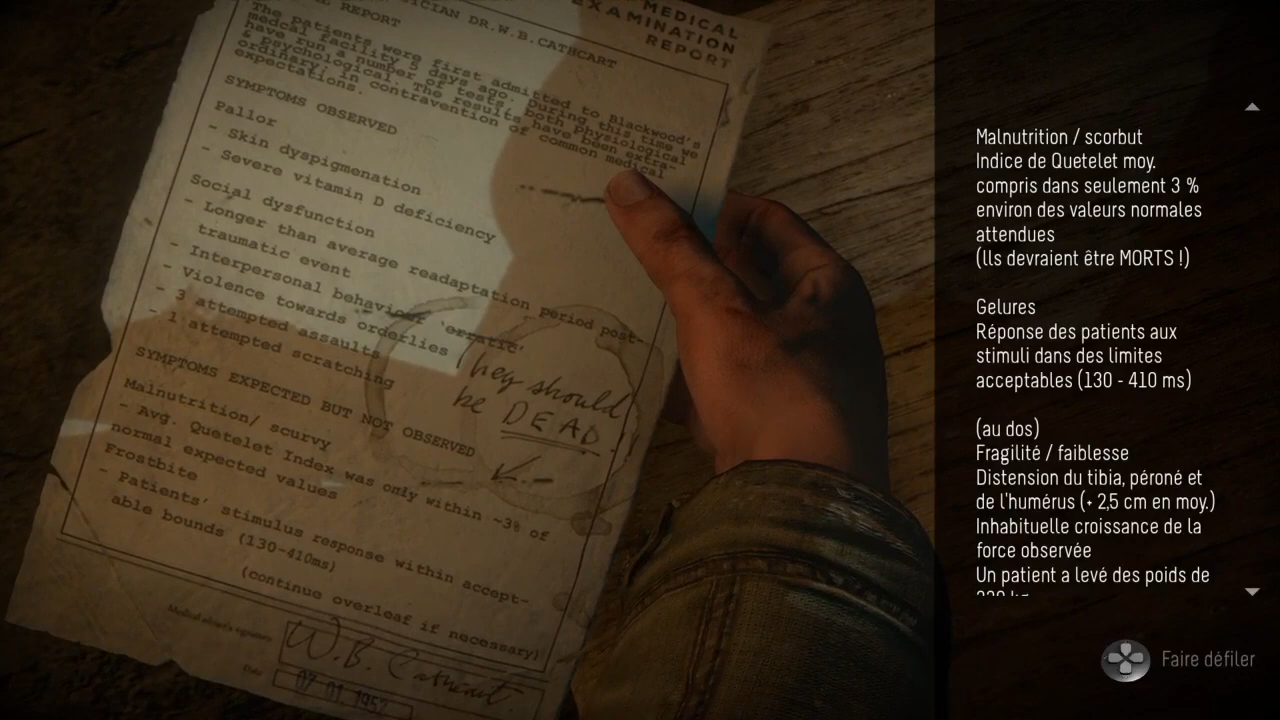 MEDICAL
EXAMINATION
REPORT
DR.W.B.CATHCART
REPORT
The patients were first admitted to Blackwood's
medcal facility 5 days ago. During this time we
have run a number of tests, both Physiological
& psychological. The results have been extra-
ordinary, in contravention of common medical
expectations.
SYMPTOMS OBSERVED
Pallor
- Skin dyspigmenation
- Severe vitamin D deficiency
Social dysfunction
- Longer than average readaptation period post-
traumatic event
- Interpersonal behaviour 'erratic'
- Violence towards orderlies
- 3 attempted assaults
- 1 attempted scratching
They should
be DEAD
SYMPTOMS EXPECTED BUT NOT OBSERVED
Malnutrition/ scurvy
- Avg. Quetelet Index was only within ~3% of
normal expected values
Frostbite
- Patients' stimulus response within accept-
able bounds (130-410ms)
(continue overleaf if necessary)
W.B. Cathcart
Date
07 01 1952
Malnutrition / scorbut
Indice de Quetelet moy.
compris dans seulement 3 %
environ des valeurs normales
attendues
(lls devraient être MORTS !)
Gelures
Réponse des patients aux
stimuli dans des limites
acceptables (130 - 410 ms)
(au dos)
Fragilité / faiblesse
Distension du tibia, péroné et
de l'humérus (+ 2,5 cm en moy.)
Inhabituelle croissance de la
force observée
Un patient a levé des poids de
Faire défiler